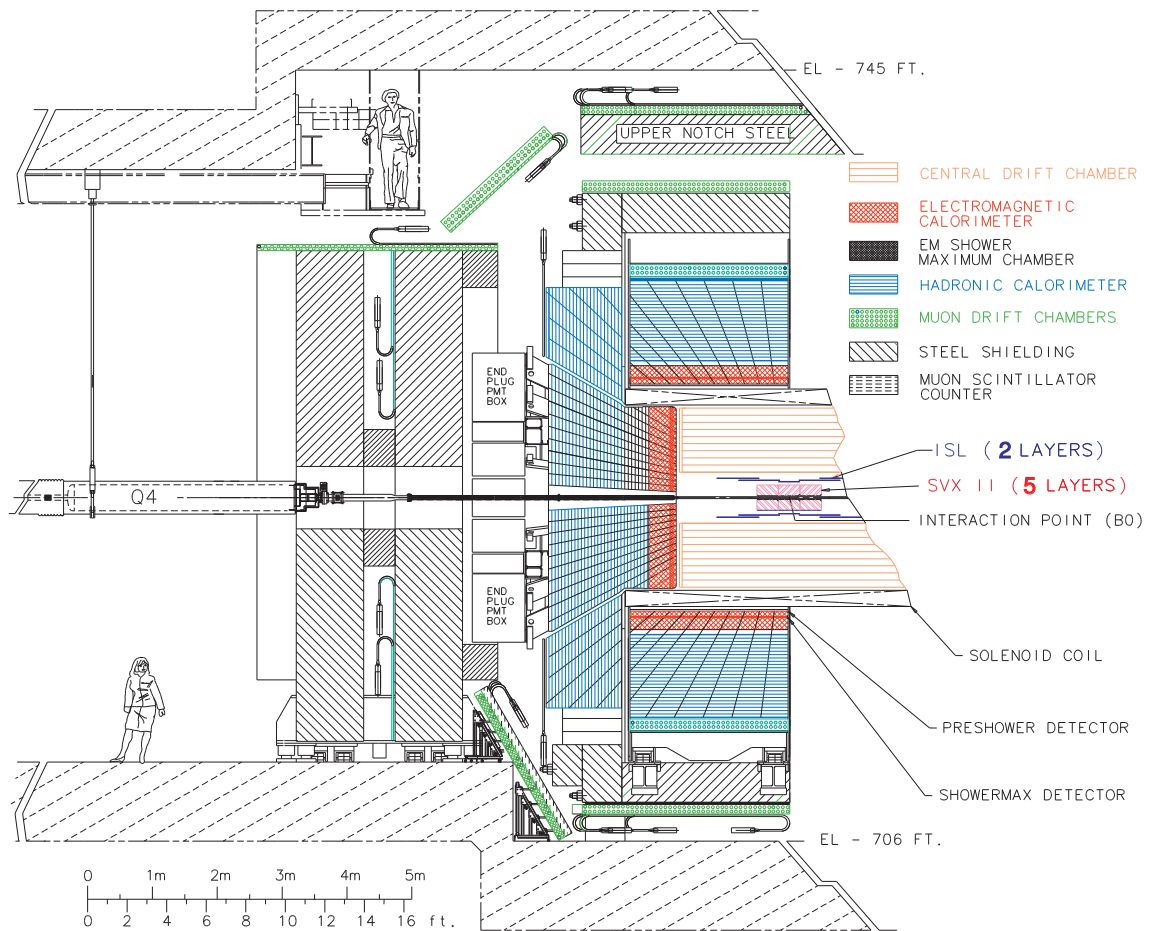 EL - 745 FT.
UPPER NOTCH STEEL
CENTRAL DRIFT CHAMBER
ELECTROMAGNETIC
CALORIMETER
EM SHOWER
MAXIMUM CHAMBER
HADRONIC CALORIMETER
MUON DRIFT CHAMBERS
STEEL SHIELDING
MUON SCINTILLATOR
COUNTER
END
PLUG
PMT
BOX
ISL (2 LAYERS)
Q4
SVX II (5 LAYERS)
INTERACTION POINT (B0)
END
PLUG
PMT
BOX
SOLENOID COIL
PRESHOWER DETECTOR
SHOWERMAX DETECTOR
EL - 706 FT.
0 1m 2m 3m 4m 5m
0 2 4 6 8 10 12 14 16 ft.